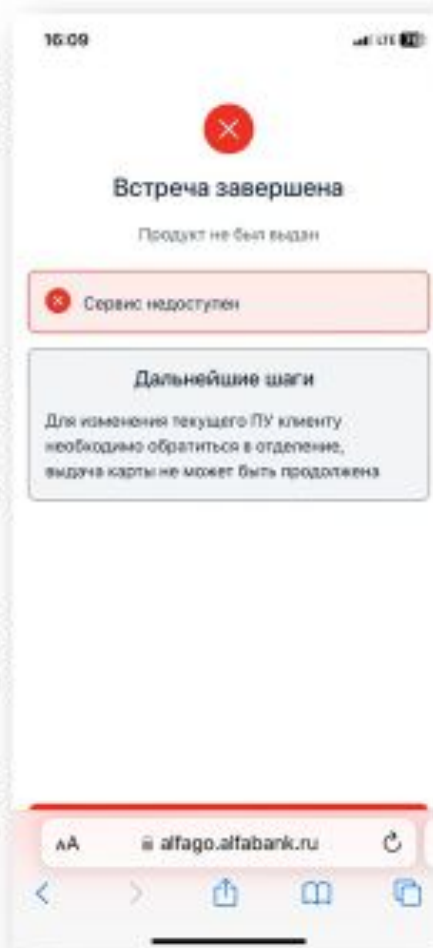 16:09
LTE
Встреча завершена
Продукт не был выдан
Сервис недоступен
Дальнейшие шаги
Для изменения текущего ПУ клиенту
необходимо обратиться в отделение,
выдача карты не может быть продолжена
AA alfago.alfabank.ru